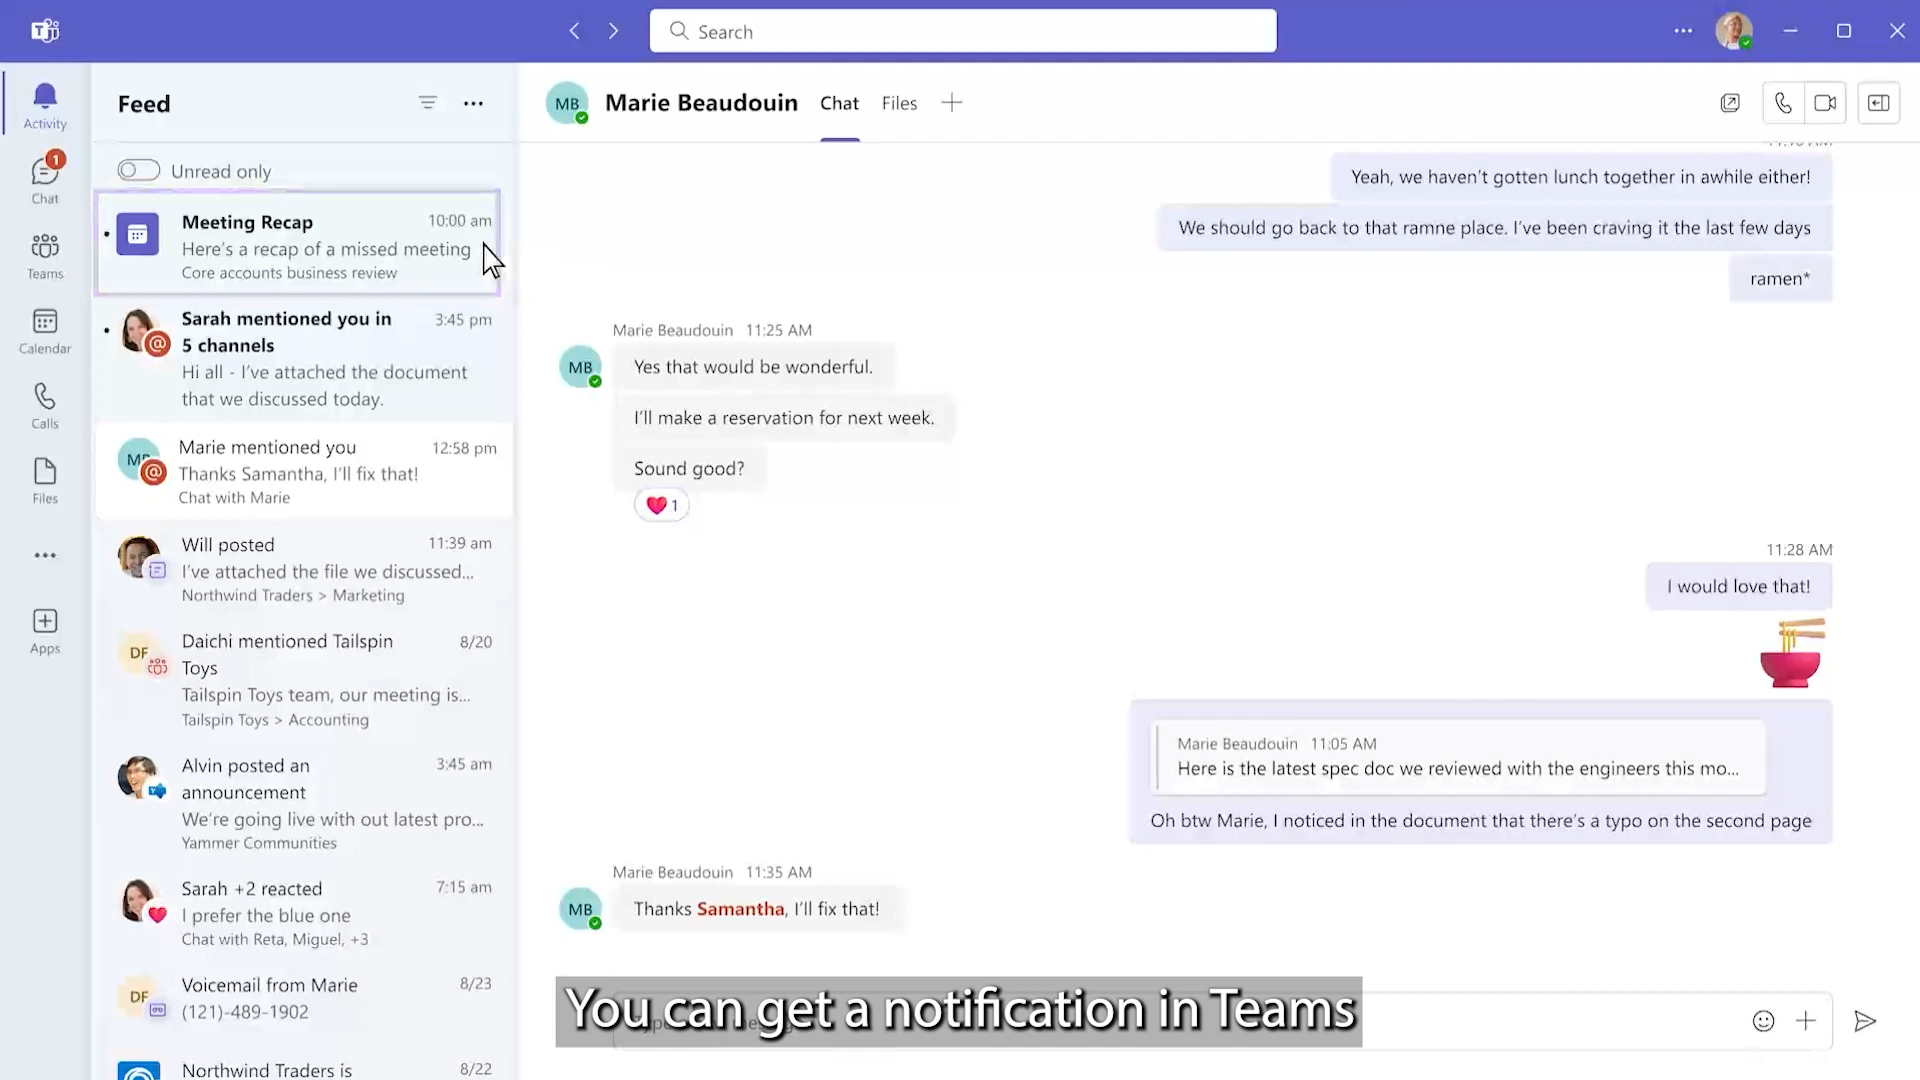 Search
Activity
1
Chat
Teams
Calendar
Calls
Files
Apps
Feed
Unread only
Meeting Recap 10:00 am
Here's a recap of a missed meeting
Core accounts business review
Sarah mentioned you in 3:45 pm
5 channels
Hi all - I've attached the document
that we discussed today.
MB
Marie mentioned you 12:58 pm
Thanks Samantha, I'll fix that!
Chat with Marie
Will posted 11:39 am
I've attached the file we discussed...
Northwind Traders > Marketing
DF
Daichi mentioned Tailspin 8/20
Toys
Tailspin Toys team, our meeting is...
Tailspin Toys > Accounting
Alvin posted an 3:45 am
announcement
We're going live with out latest pro...
Yammer Communities
Sarah +2 reacted 7:15 am
I prefer the blue one
Chat with Reta, Miguel, +3
DF
Voicemail from Marie 8/23
(121)-489-1902
Northwind Traders is 8/22
MB Marie Beaudouin Chat Files
Yeah, we haven't gotten lunch together in awhile either!
We should go back to that ramne place. I've been craving it the last few days
ramen*
Marie Beaudouin 11:25 AM
MB
Yes that would be wonderful.
I'll make a reservation for next week.
Sound good?
1
11:28 AM
I would love that!
Marie Beaudouin 11:05 AM
Here is the latest spec doc we reviewed with the engineers this mo...
Oh btw Marie, I noticed in the document that there's a typo on the second page
Marie Beaudouin 11:35 AM
MB
Thanks Samantha, I'll fix that!
You can get a notification in Teams